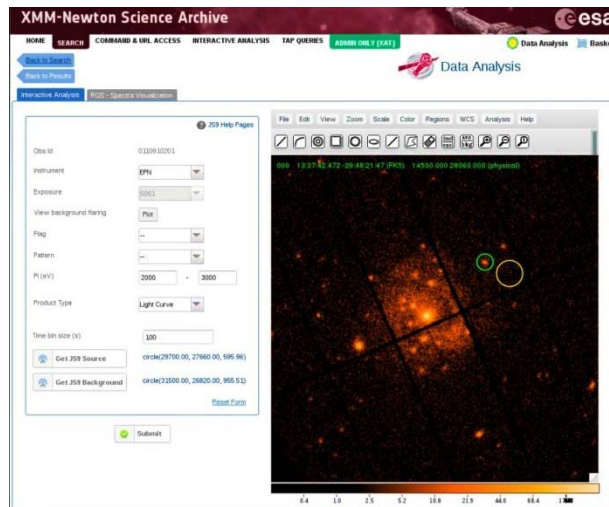 XMM-Newton Science Archive
esa
HOME SEARCH COMMAND & URL ACCESS INTERACTIVE ANALYSIS TAP QUERIES ADMIN ONLY [XAT]
Data Analysis
Back to Search
Back to Results
Data Analysis
Interactive Analysis RGS - Spectra Visualization
JS9 Help Pages
File Edit View Zoom Scale Color Regions WCS Analysis Help
Obs Id 0110910201
Instrument EPN
Exposure S001
View background flaring Plot
Flag --
Pattern --
Pi (eV) 2000 - 3000
Product Type Light Curve
Time bin size (s) 100
Get JS9 Source circle(29700.00, 27660.00, 595.96)
Get JS9 Background circle(31500.00, 26820.00, 955.51)
Reset Form
Submit
0.4 1.0 2.5 5.2 10.8 21.9 44.0 88.4